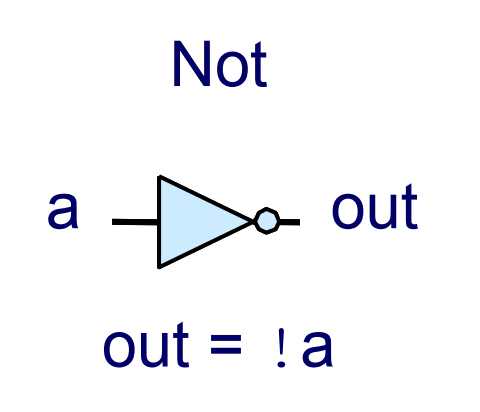 Not
a out
out = !a